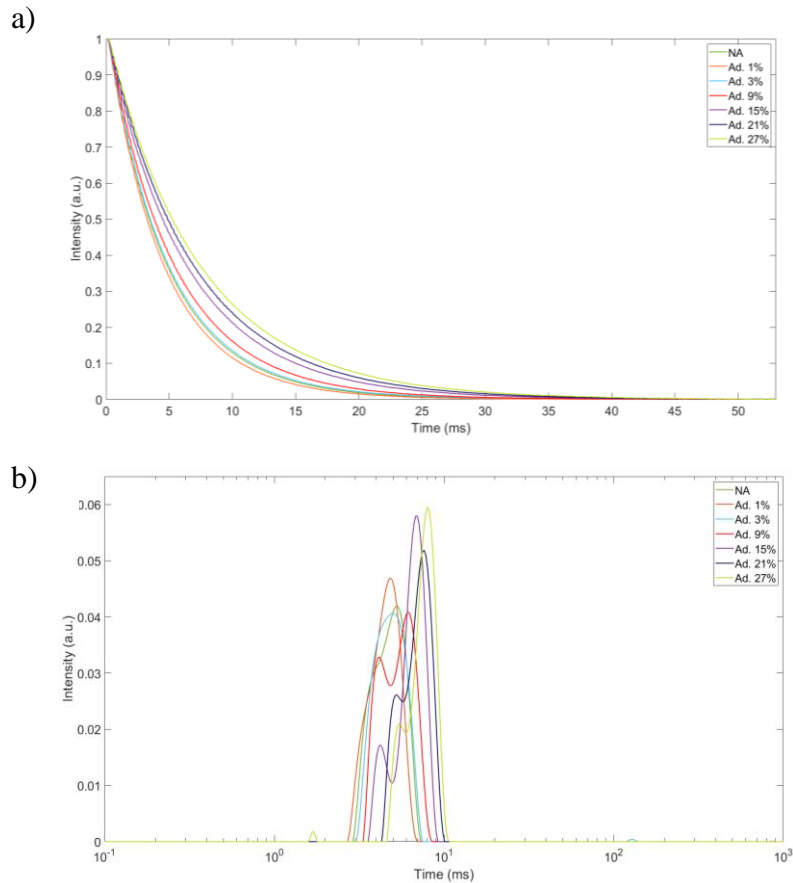 a)
1
0.9
0.8
0.7
0.6
0.5
0.4
0.3
0.2
0.1
0
Intensity (a.u.)
NA
Ad. 1%
Ad. 3%
Ad. 9%
Ad. 15%
Ad. 21%
Ad. 27%
0 5 10 15 20 25 30 35 40 45 50
Time (ms)
b)
0.06
0.05
0.04
0.03
0.02
0.01
0
Intensity (a.u.)
NA
Ad. 1%
Ad. 3%
Ad. 9%
Ad. 15%
Ad. 21%
Ad. 27%
10-1 100 101 102 103
Time (ms)